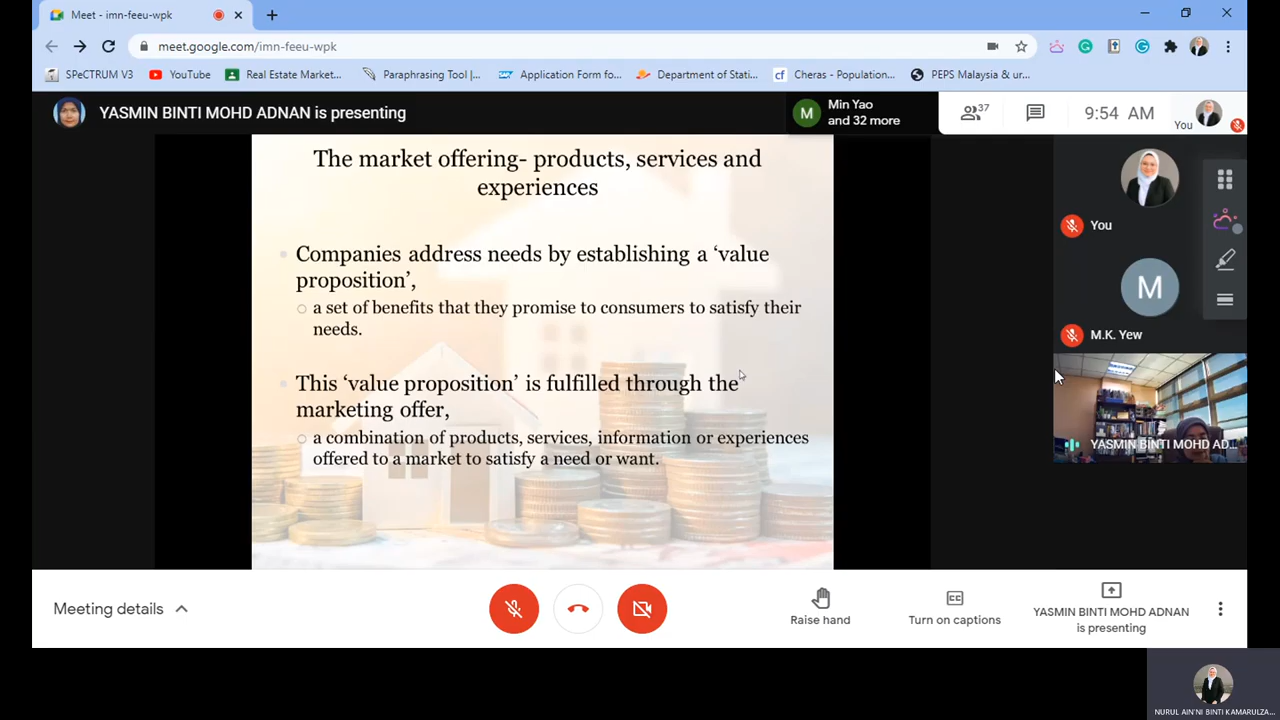 Meet - imn-feeu-wpk
meet.google.com/imn-feeu-wpk
SPeCTRUM V3
YouTube
Real Estate Market...
Paraphrasing Tool |...
Application Form fo...
Department of Stati...
cf
Cheras - Population...
PEPS Malaysia & ur...
YASMIN BINTI MOHD ADNAN is presenting
M
Min Yao
and 32 more
37
9:54 AM
You
The market offering- products, services and
experiences
Companies address needs by establishing a ‘value
proposition’,
a set of benefits that they promise to consumers to satisfy their
needs.
This ‘value proposition’ is fulfilled through the
marketing offer,
a combination of products, services, information or experiences
offered to a market to satisfy a need or want.
You
M
M.K. Yew
YASMIN BINTI MOHD AD...
Meeting details
Raise hand
CC
Turn on captions
YASMIN BINTI MOHD ADNAN
is presenting
NURUL AIN'NI BINTI KAMARULZA...